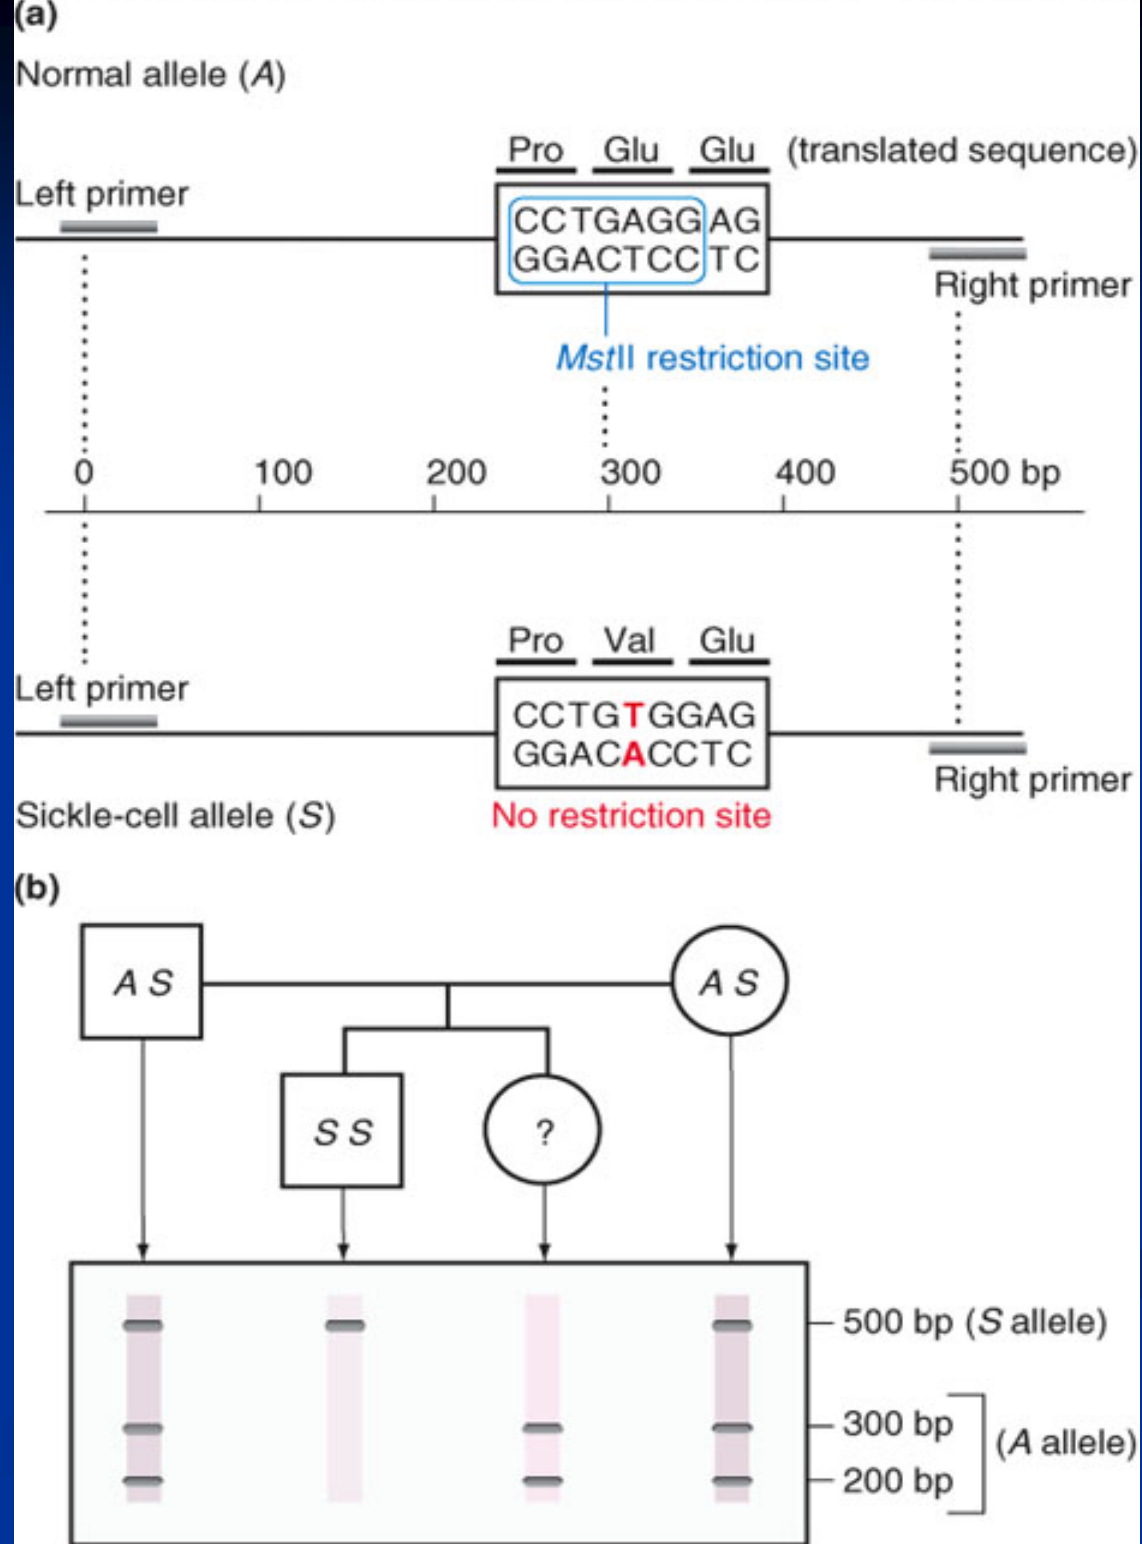 (a)
Normal allele (A)
Pro Glu Glu (translated sequence)
Left primer
CCTGAGGAG
GGACTCCTC
Right primer
MstII restriction site
0 100 200 300 400 500 bp
Pro Val Glu
Left primer
CCTGTGGAG
GGACACCTC
Right primer
Sickle-cell allele (S)
No restriction site
(b)
A S
A S
S S
?
500 bp (S allele)
300 bp
(A allele)
200 bp